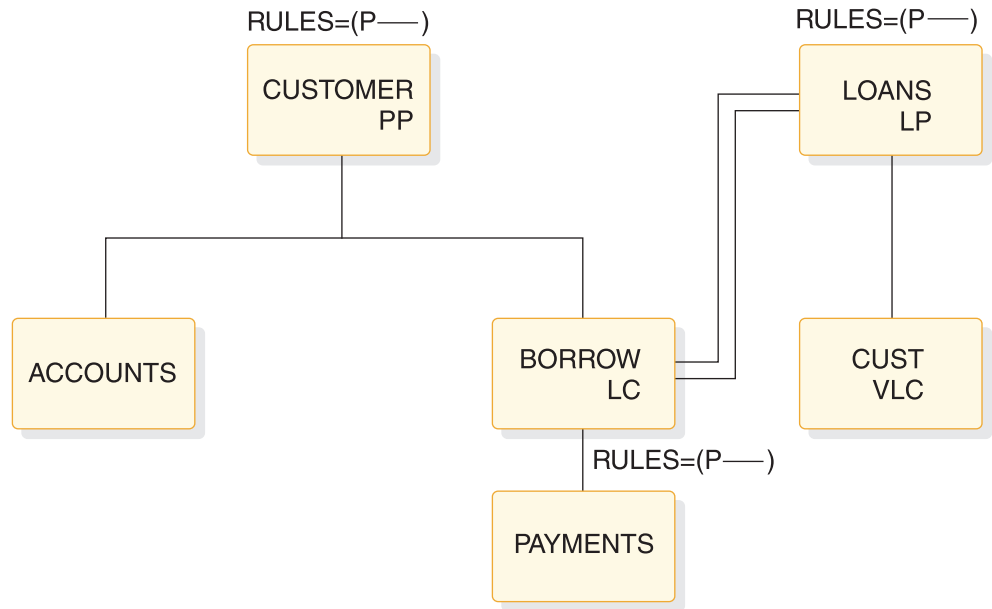 RULES=(P——)
RULES=(P——)
CUSTOMER
PP
LOANS
LP
ACCOUNTS
BORROW
LC
CUST
VLC
RULES=(P——)
PAYMENTS